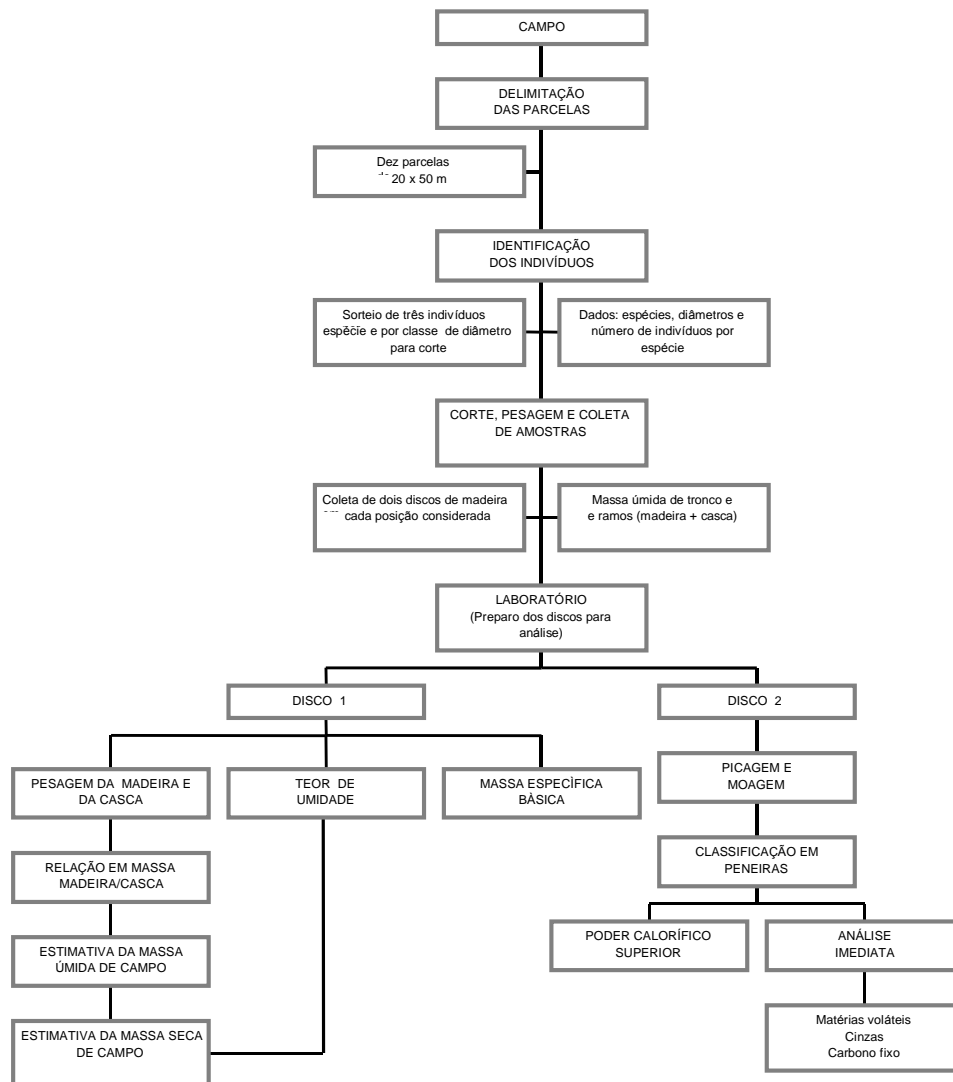 CAMPO
DELIMITAÇÃO
DAS PARCELAS
Dez parcelas
20 x 50 m
IDENTIFICAÇÃO
DOS INDIVÍDUOS
Sorteio de três indivíduos
espécie e por classe de diâmetro
para corte
Dados: espécies, diâmetros e
número de indivíduos por
espécie
CORTE, PESAGEM E COLETA
DE AMOSTRAS
Coleta de dois discos de madeira
cada posição considerada
Massa úmida de tronco e
e ramos (madeira + casca)
LABORATÓRIO
(Preparo dos discos para
análise)
DISCO 1
DISCO 2
PESAGEM DA MADEIRA E
DA CASCA
TEOR DE
UMIDADE
MASSA ESPECÌFICA
BÀSICA
PICAGEM E
MOAGEM
RELAÇÃO EM MASSA
MADEIRA/CASCA
CLASSIFICAÇÃO EM
PENEIRAS
ESTIMATIVA DA MASSA
ÚMIDA DE CAMPO
PODER CALORÍFICO
SUPERIOR
ANÁLISE
IMEDIATA
ESTIMATIVA DA MASSA SECA
DE CAMPO
Matérias voláteis
Cinzas
Carbono fixo